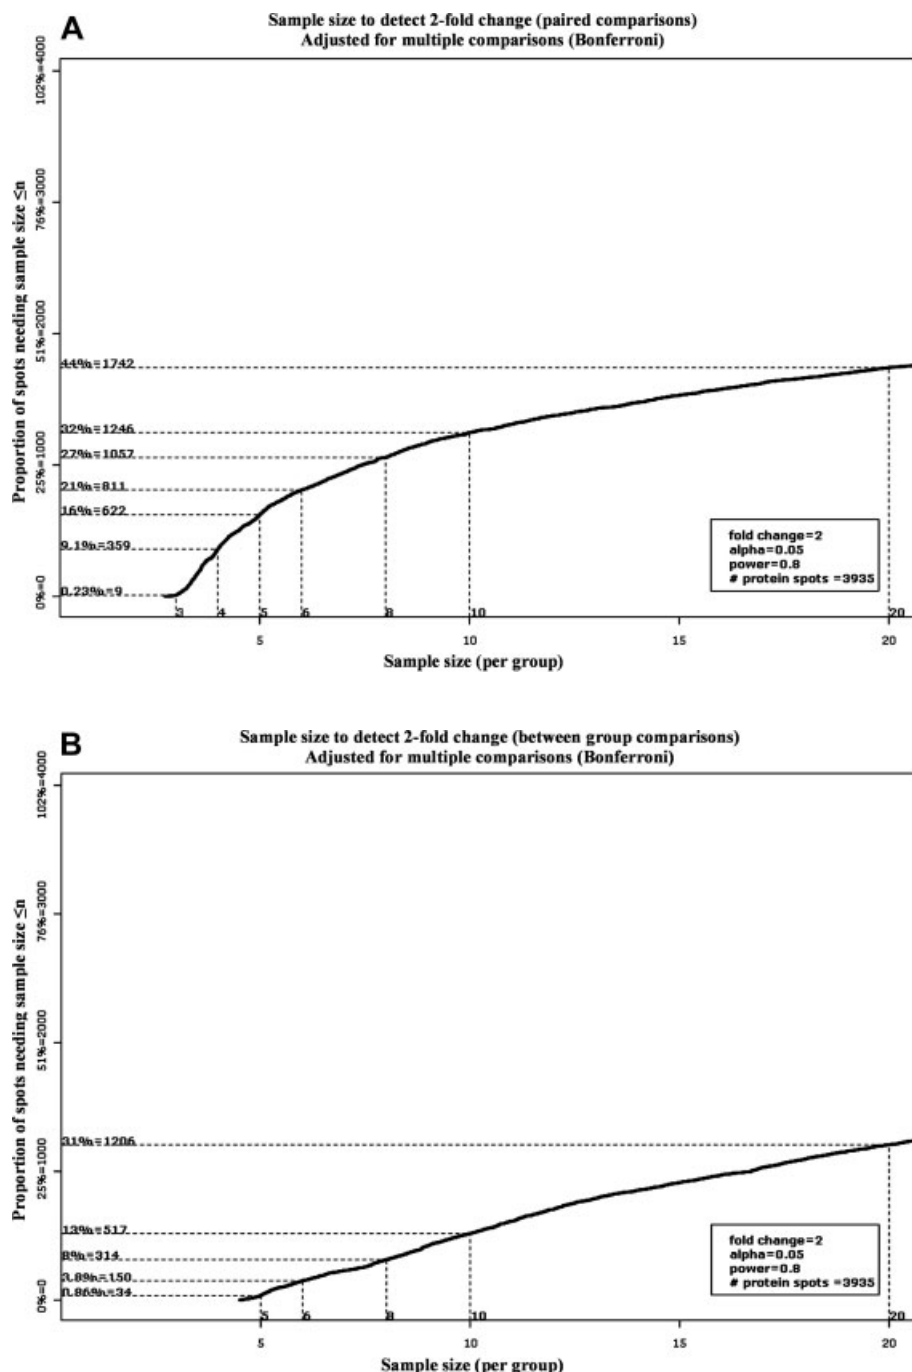 A
Sample size to detect 2-fold change (paired comparisons)
Adjusted for multiple comparisons (Bonferroni)
Proportion of spots needing sample size ≤n
102%=4000
76%=3000
51%=2000
25%=1000
0%=0
44%=1742
32%=1246
27%=1057
21%=811
16%=622
9.1%=359
0.23%=9
fold change=2
alpha=0.05
power=0.8
# protein spots =3935
3 4 5 6 8 10 20
5 10 15 20
Sample size (per group)
B
Sample size to detect 2-fold change (between group comparisons)
Adjusted for multiple comparisons (Bonferroni)
Proportion of spots needing sample size ≤n
102%=4000
76%=3000
51%=2000
25%=1000
0%=0
31%=1206
13%=517
8%=314
3.8%=150
0.86%=34
fold change=2
alpha=0.05
power=0.8
# protein spots =3935
5 6 8 10 20
5 10 15 20
Sample size (per group)